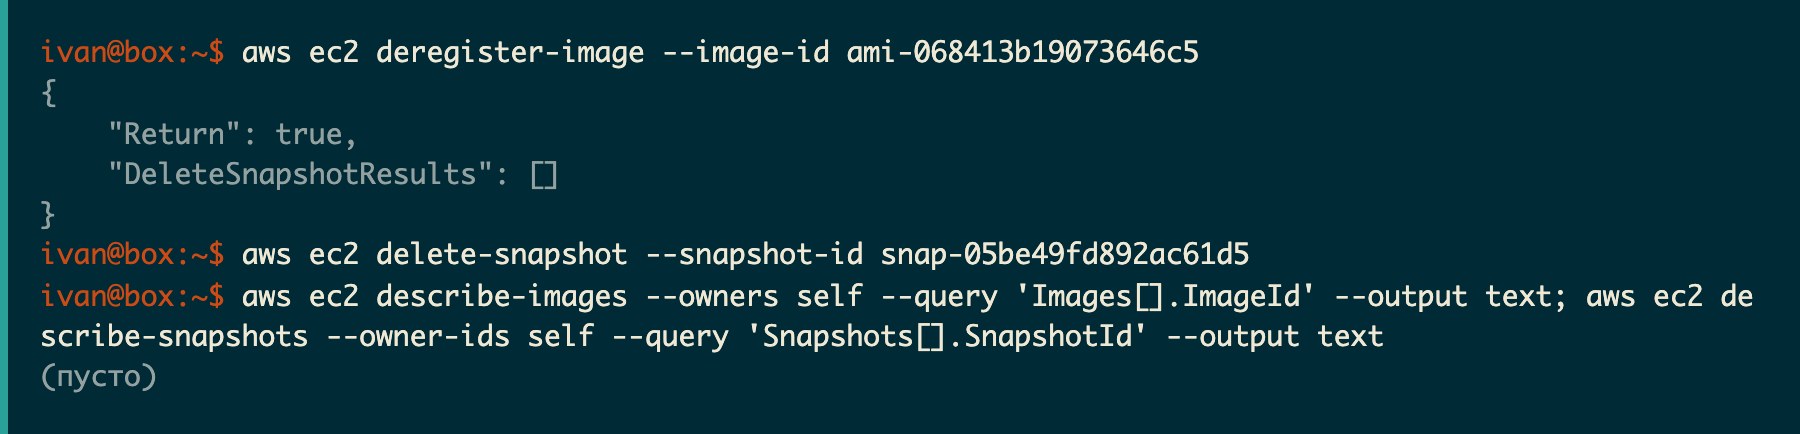 ivan@box:~$ aws ec2 deregister-image --image-id ami-068413b19073646c5
{
    "Return": true,
    "DeleteSnapshotResults": []
}
ivan@box:~$ aws ec2 delete-snapshot --snapshot-id snap-05be49fd892ac61d5
ivan@box:~$ aws ec2 describe-images --owners self --query 'Images[].ImageId' --output text; aws ec2 de
scribe-snapshots --owner-ids self --query 'Snapshots[].SnapshotId' --output text
(пусто)